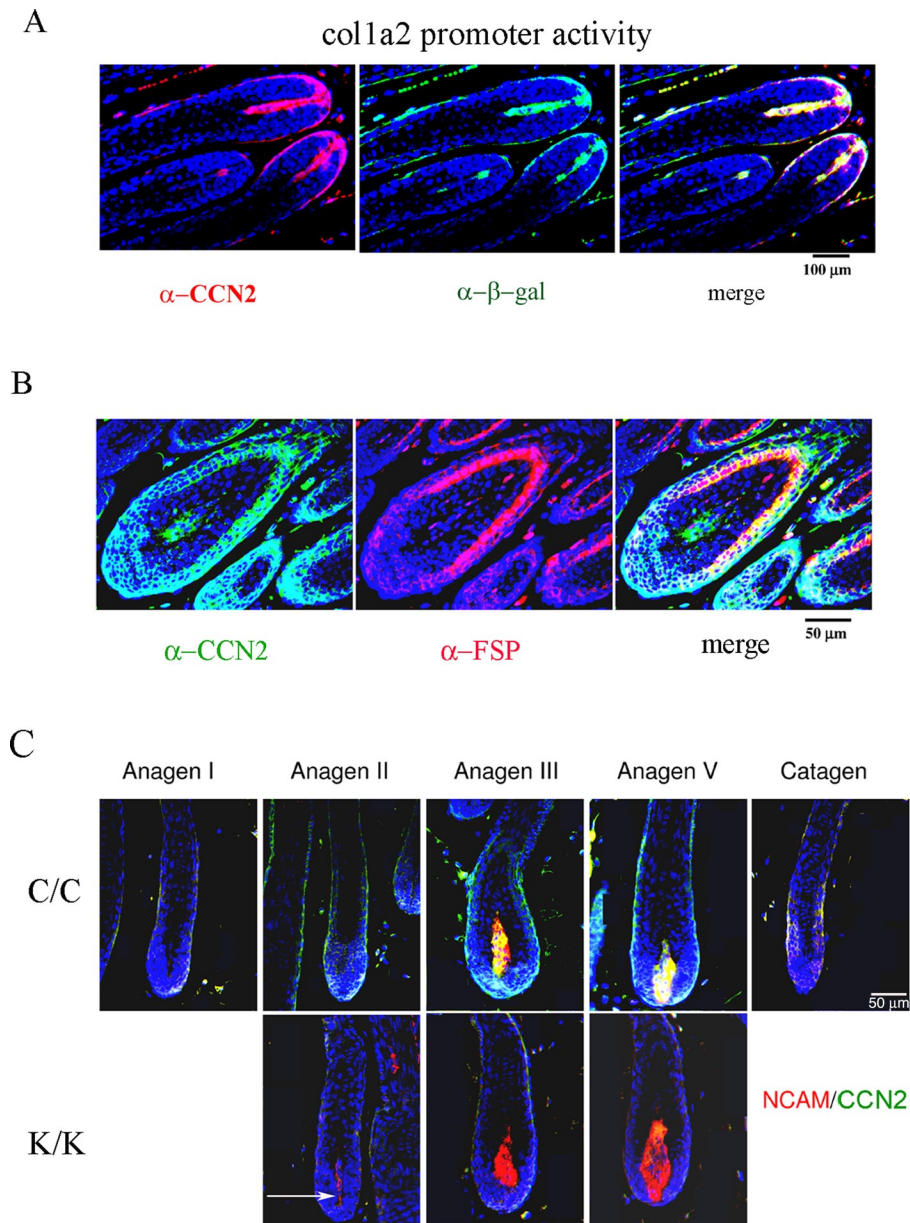 A
col1a2 promoter activity
100 μm
α–CCN2
α–β–gal
merge
B
50 μm
α–CCN2
α–FSP
merge
C
Anagen I
Anagen II
Anagen III
Anagen V
Catagen
C/C
50 μm
NCAM/CCN2
K/K